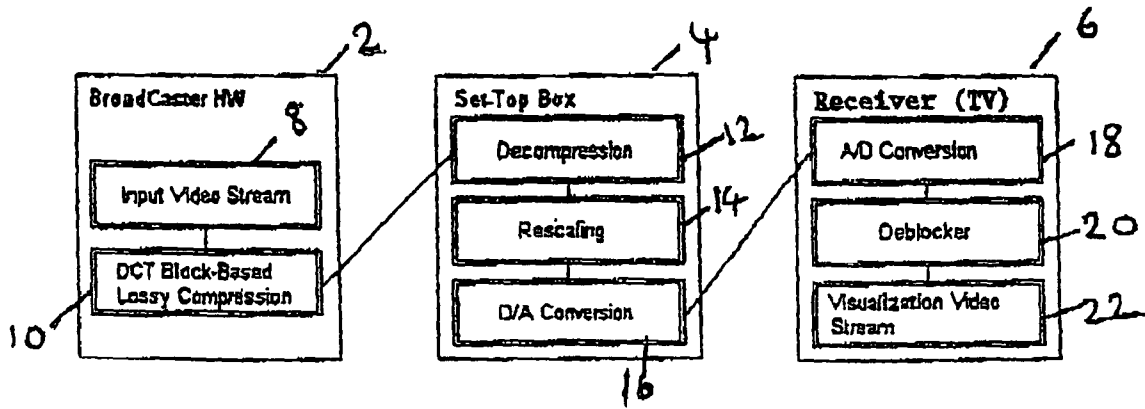 2
BroadCaster HW
8
Input Video Stream
DCT Block-Based
Lossy Compression
10
4
Set-Top Box
Decompression
12
Rescaling
14
D/A Conversion
16
6
Receiver (TV)
A/D Conversion
18
Deblocker
20
Visualization Video
Stream
22